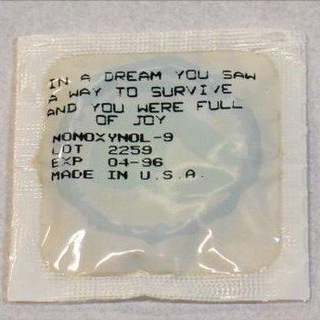 IN A DREAM YOU SAW
A WAY TO SURVIVE
AND YOU WERE FULL
OF JOY
NONOXYNOL-9
LOT 2259
EXP 04-96
MADE IN U.S.A.